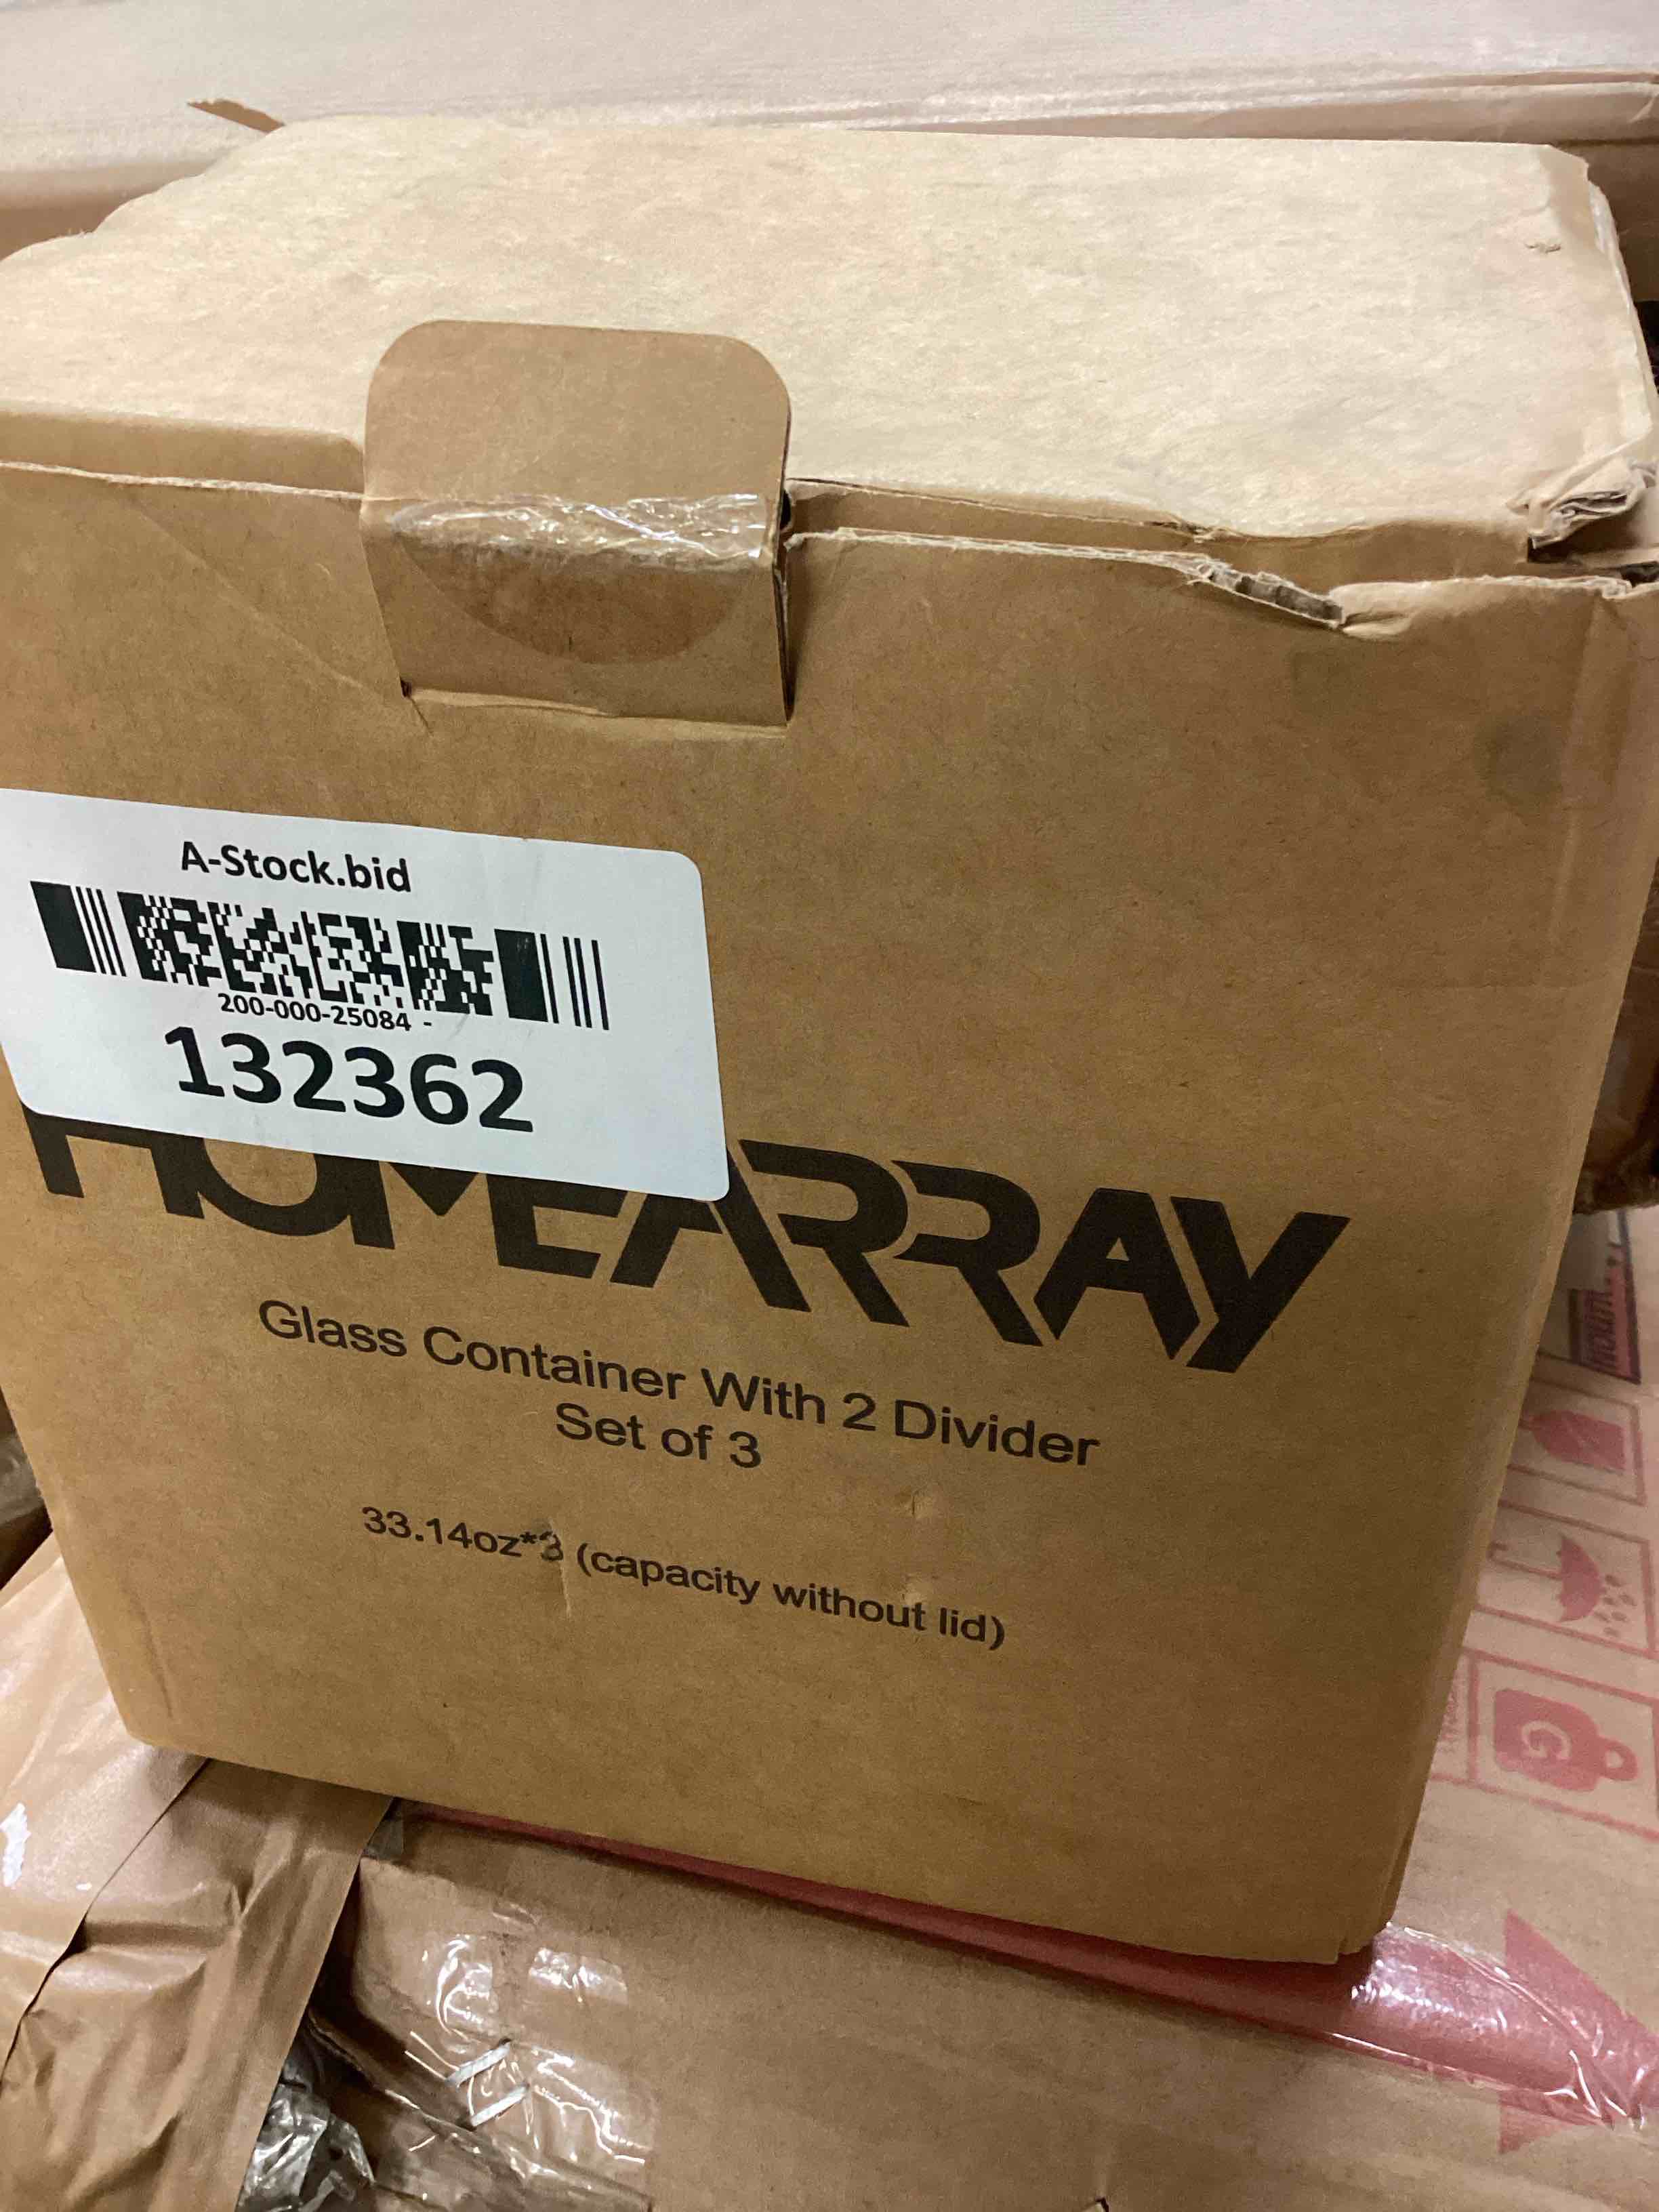 A-Stock.bid
200-000-25084 -
132362
HOMEARRAY
Glass Container With 2 Divider
Set of 3
33.14oz*3 (capacity without lid)
G